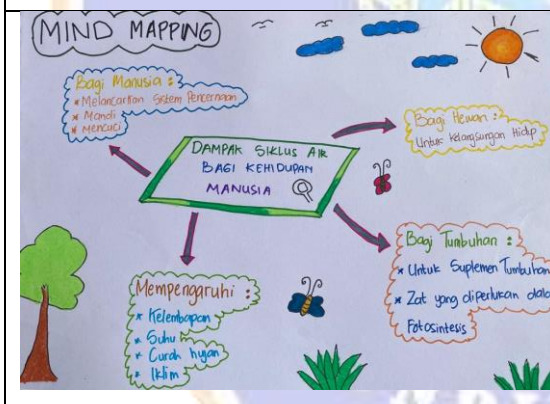 MIND MAPPING
Bagi Manusia :
* Melancarkan Sistem Pencernaan
* Mandi
* Mencuci
DAMPAK SIKLUS AIR
BAGI KEHIDUPAN
MANUSIA
Bagi Hewan :
Untuk kelangsungan Hidup
Bagi Tumbuhan :
* Untuk Suplemen Tumbuhan
* Zat yang diperlukan dala
Fotosintesis
Mempengaruhi :
* Kelembapan
* Suhu
* Curah hujan
* Iklim